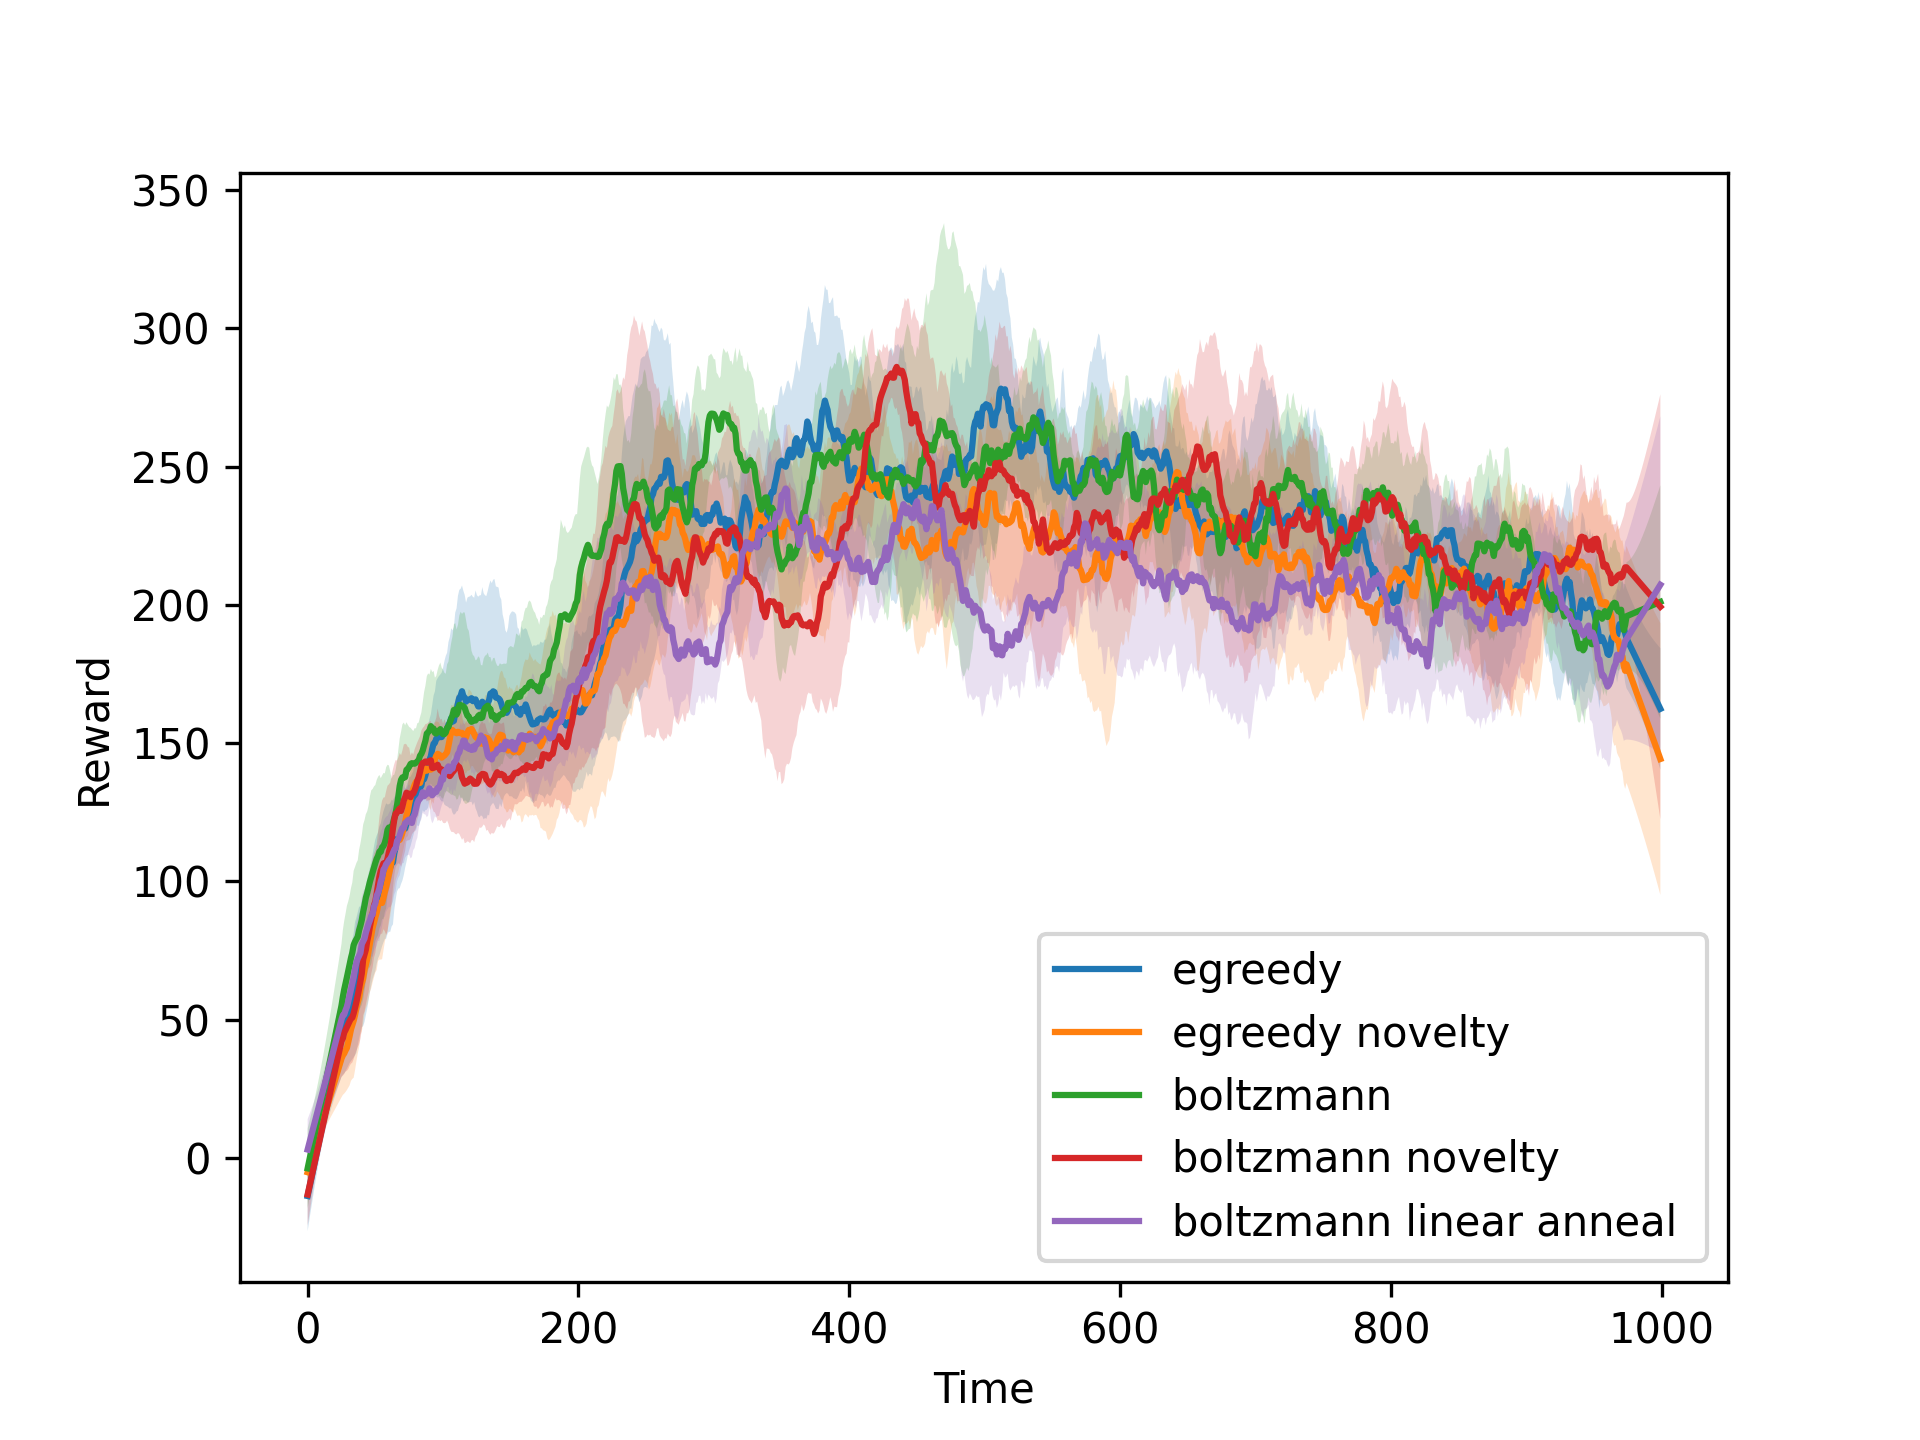 350
300
250
200
150
100
50
0
Reward
0 200 400 600 800 1000
Time
egreedy
egreedy novelty
boltzmann
boltzmann novelty
boltzmann linear anneal